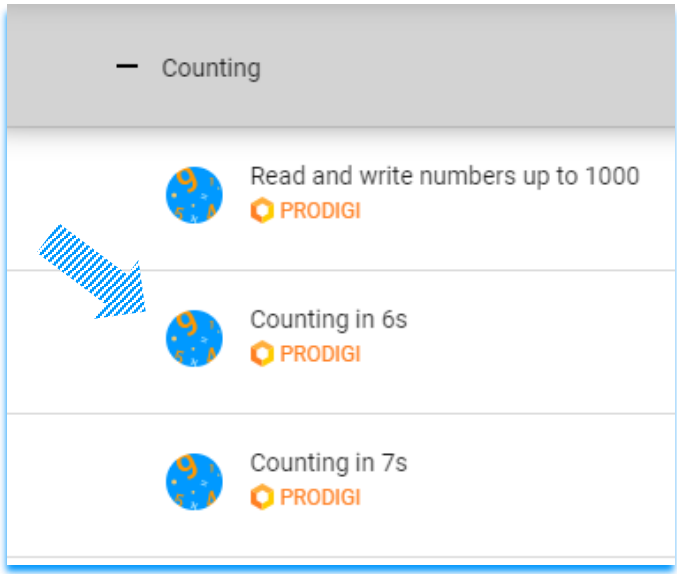 Counting
Read and write numbers up to 1000
PRODIGI
Counting in 6s
PRODIGI
Counting in 7s
PRODIGI